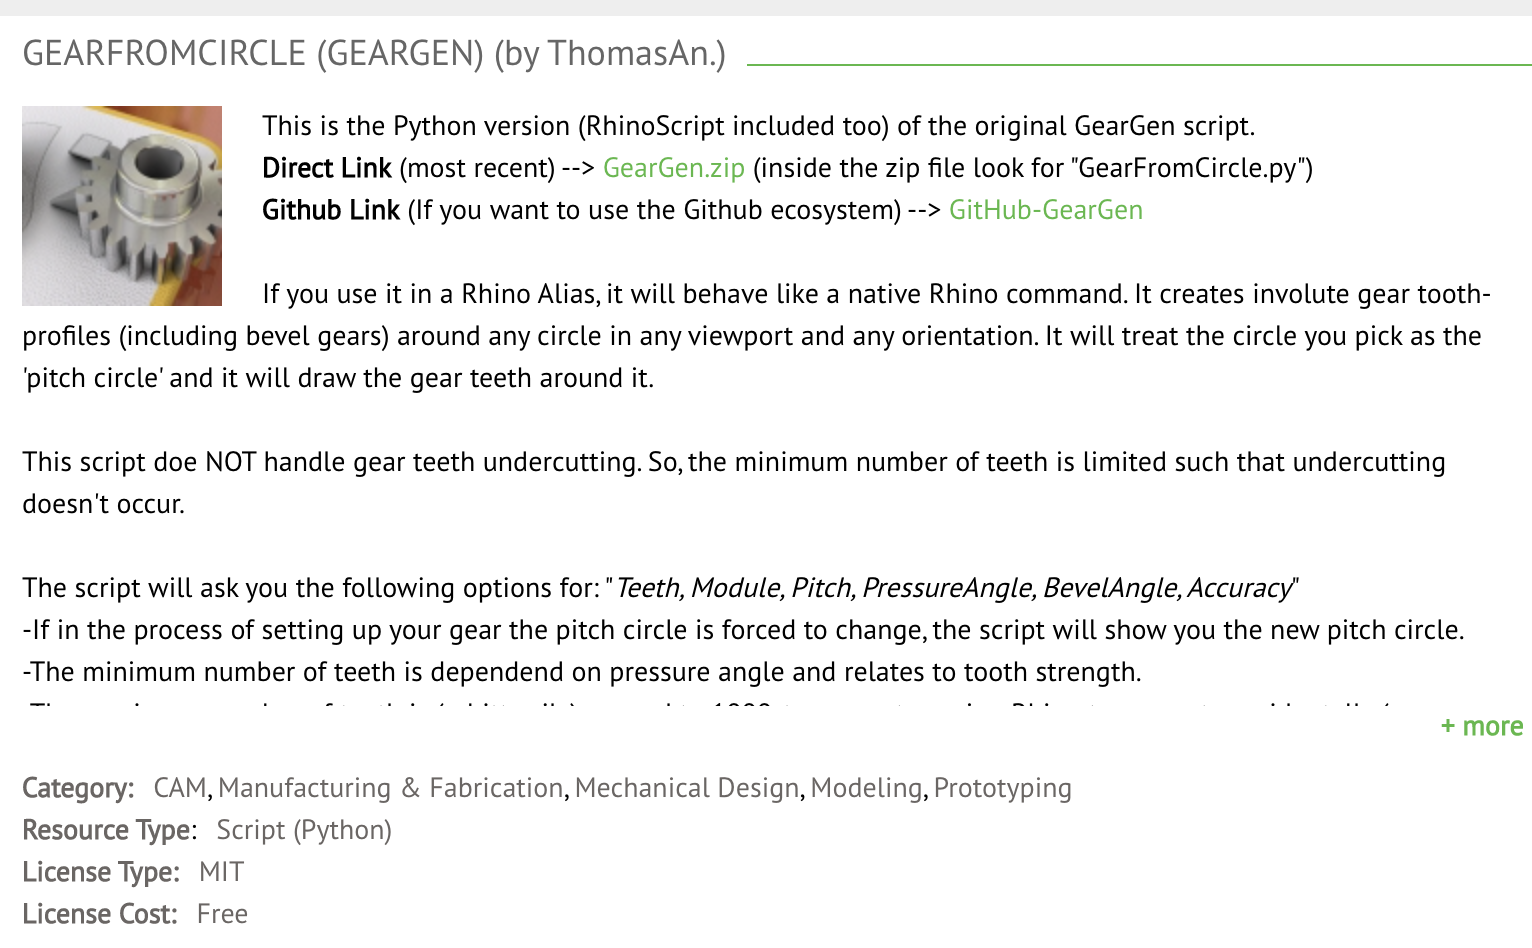 GEARFROMCIRCLE (GEARGEN) (by ThomasAn.)
This is the Python version (RhinoScript included too) of the original GearGen script.
Direct Link (most recent) --> GearGen.zip (inside the zip file look for "GearFromCircle.py")
Github Link (If you want to use the Github ecosystem) --> GitHub-GearGen
If you use it in a Rhino Alias, it will behave like a native Rhino command. It creates involute gear tooth-
profiles (including bevel gears) around any circle in any viewport and any orientation. It will treat the circle you pick as the
'pitch circle' and it will draw the gear teeth around it.
This script doe NOT handle gear teeth undercutting. So, the minimum number of teeth is limited such that undercutting
doesn't occur.
The script will ask you the following options for: "Teeth, Module, Pitch, PressureAngle, BevelAngle, Accuracy"
-If in the process of setting up your gear the pitch circle is forced to change, the script will show you the new pitch circle.
-The minimum number of teeth is dependend on pressure angle and relates to tooth strength.
+ more
Category: CAM, Manufacturing & Fabrication, Mechanical Design, Modeling, Prototyping
Resource Type: Script (Python)
License Type: MIT
License Cost: Free